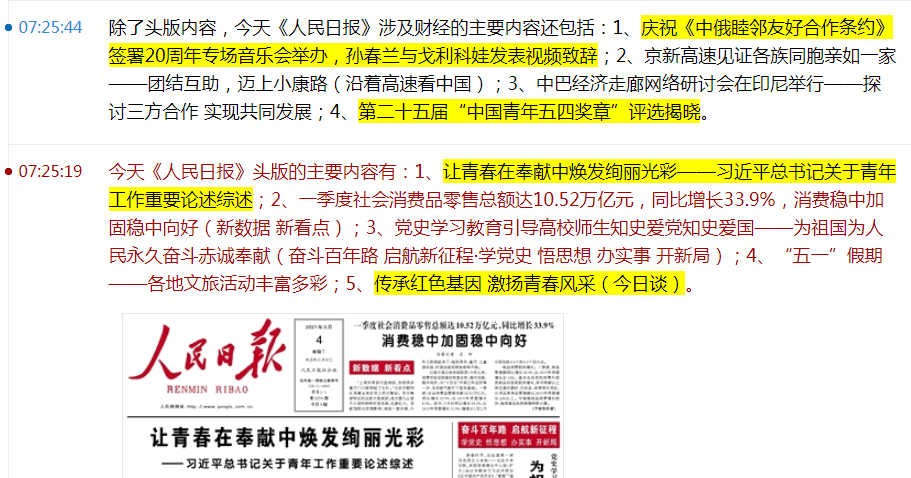 07:25:44
除了头版内容，今天《人民日报》涉及财经的主要内容还包括：1、庆祝《中俄睦邻友好合作条约》
签署20周年专场音乐会举办，孙春兰与戈利科娃发表视频致辞；2、京新高速见证各族同胞亲如一家
——团结互助，迈上小康路（沿着高速看中国）；3、中巴经济走廊网络研讨会在印尼举行——探
讨三方合作 实现共同发展；4、第二十五届“中国青年五四奖章”评选揭晓。
07:25:19
今天《人民日报》头版的主要内容有：1、让青春在奉献中焕发绚丽光彩——习近平总书记关于青年
工作重要论述综述；2、一季度社会消费品零售总额达10.52万亿元，同比增长33.9%，消费稳中加
固稳中向好（新数据 新看点）；3、党史学习教育引导高校师生知史爱党知史爱国——为祖国为人
民永久奋斗赤诚奉献（奋斗百年路 启航新征程·学党史 悟思想 办实事 开新局）；4、“五一”假期
——各地文旅活动丰富多彩；5、传承红色基因 激扬青春风采（今日谈）。
人民日报
RENMIN RIBAO
2021年5月
4
星期二
一季度社会消费品零售总额达10.52万亿元，同比增长33.9%
消费稳中加固稳中向好
新数据 新看点
让青春在奉献中焕发绚丽光彩
——习近平总书记关于青年工作重要论述综述
奋斗百年路 启航新征程
学党史 悟思想 办实事 开新局
党史学习
为祖